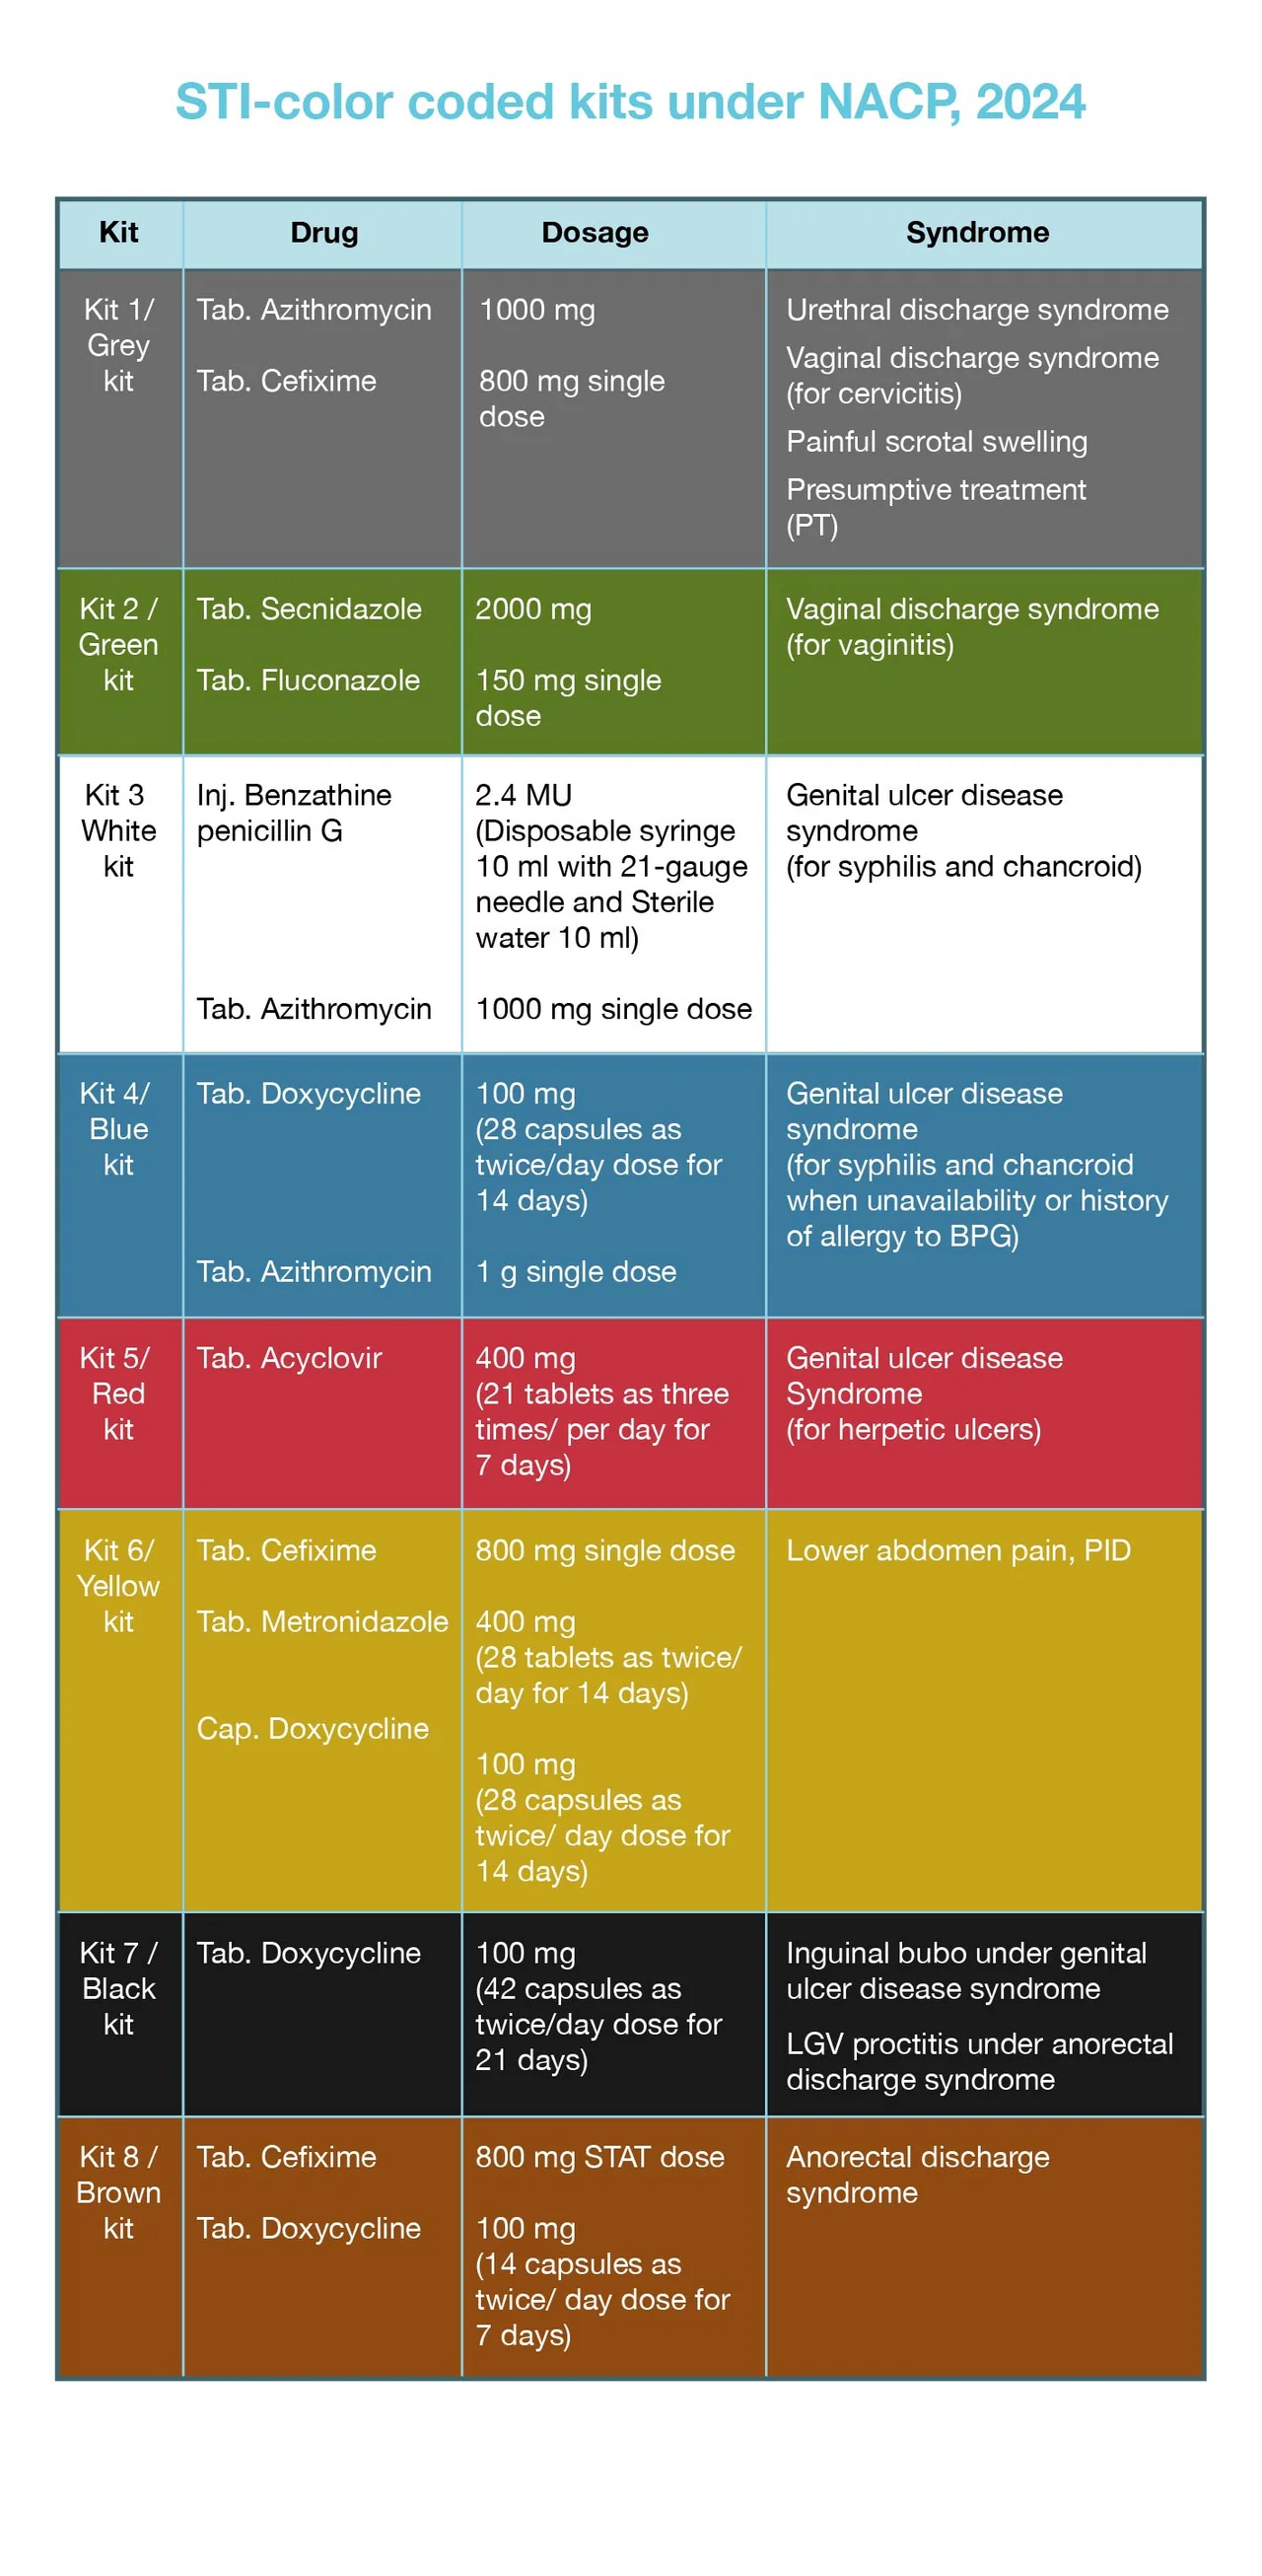 STI-color coded kits under NACP, 2024
Kit
Drug
Dosage
Syndrome
Kit 1/
Grey
kit
Tab. Azithromycin
Tab. Cefixime
1000 mg
800 mg single
dose
Urethral discharge syndrome
Vaginal discharge syndrome
(for cervicitis)
Painful scrotal swelling
Presumptive treatment
(PT)
Kit 2 /
Green
kit
Tab. Secnidazole
Tab. Fluconazole
2000 mg
150 mg single
dose
Vaginal discharge syndrome
(for vaginitis)
Kit 3
White
kit
Inj. Benzathine
penicillin G
Tab. Azithromycin
2.4 MU
(Disposable syringe
10 ml with 21-gauge
needle and Sterile
water 10 ml)
1000 mg single dose
Genital ulcer disease
syndrome
(for syphilis and chancroid)
Kit 4/
Blue
kit
Tab. Doxycycline
Tab. Azithromycin
100 mg
(28 capsules as
twice/day dose for
14 days)
1 g single dose
Genital ulcer disease
syndrome
(for syphilis and chancroid
when unavailability or history
of allergy to BPG)
Kit 5/
Red
kit
Tab. Acyclovir
400 mg
(21 tablets as three
times/ per day for
7 days)
Genital ulcer disease
Syndrome
(for herpetic ulcers)
Kit 6/
Yellow
kit
Tab. Cefixime
Tab. Metronidazole
Cap. Doxycycline
800 mg single dose
400 mg
(28 tablets as twice/
day for 14 days)
100 mg
(28 capsules as
twice/ day dose for
14 days)
Lower abdomen pain, PID
Kit 7 /
Black
kit
Tab. Doxycycline
100 mg
(42 capsules as
twice/day dose for
21 days)
Inguinal bubo under genital
ulcer disease syndrome
LGV proctitis under anorectal
discharge syndrome
Kit 8 /
Brown
kit
Tab. Cefixime
Tab. Doxycycline
800 mg STAT dose
100 mg
(14 capsules as
twice/ day dose for
7 days)
Anorectal discharge
syndrome